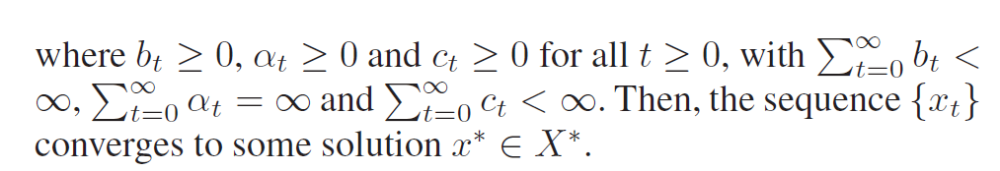 where $b_t \geq 0$, $\alpha_t \geq 0$ and $c_t \geq 0$ for all $t \geq 0$, with $\sum_{t=0}^{\infty} b_t <$
$\infty$, $\sum_{t=0}^{\infty} \alpha_t = \infty$ and $\sum_{t=0}^{\infty} c_t < \infty$. Then, the sequence $\{x_t\}$
converges to some solution $x^* \in X^*$.